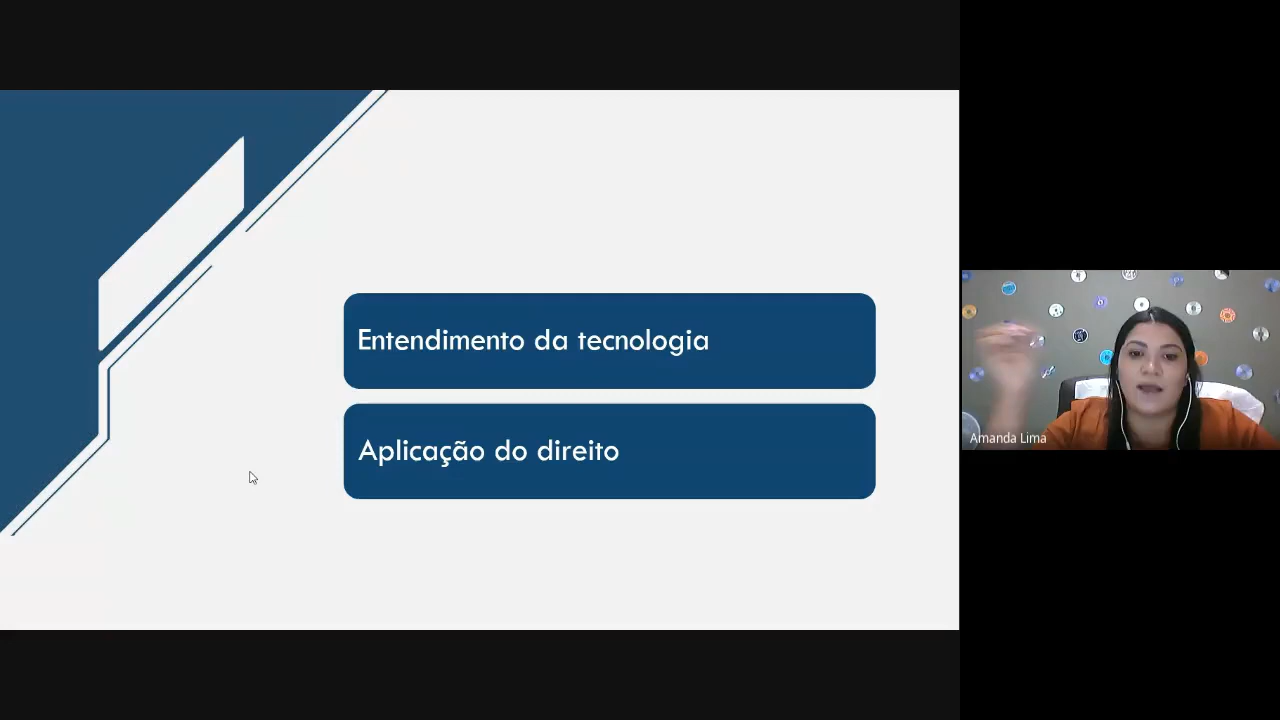 Entendimento da tecnologia
Aplicação do direito
Amanda Lima